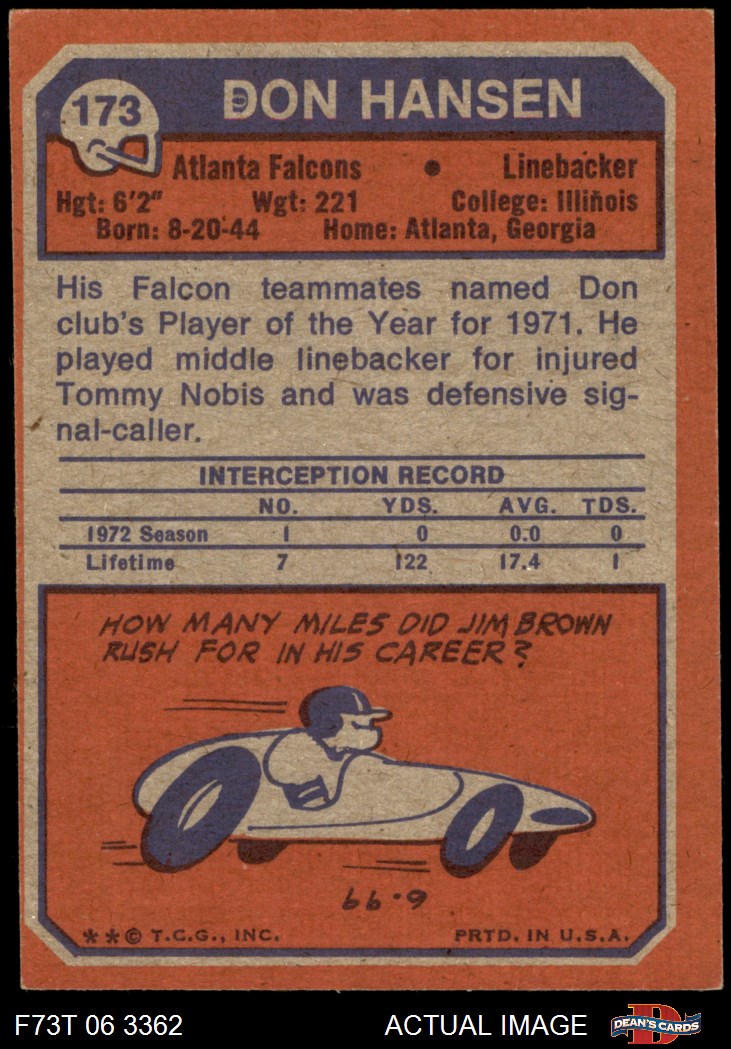 173
DON HANSEN
Atlanta Falcons • Linebacker
Hgt: 6'2" Wgt: 221 College: Illinois
Born: 8-20-44 Home: Atlanta, Georgia
His Falcon teammates named Don
club's Player of the Year for 1971. He
played middle linebacker for injured
Tommy Nobis and was defensive sig-
nal-caller.
INTERCEPTION RECORD
NO. YDS. AVG. TDS.
1972 Season 1 0 0.0 0
Lifetime 7 122 17.4 1
HOW MANY MILES DID JIM BROWN
RUSH FOR IN HIS CAREER?
66.9
**© T.C.G., INC. PRTD. IN U.S.A.
F73T 06 3362 ACTUAL IMAGE DEAN'S CARDS